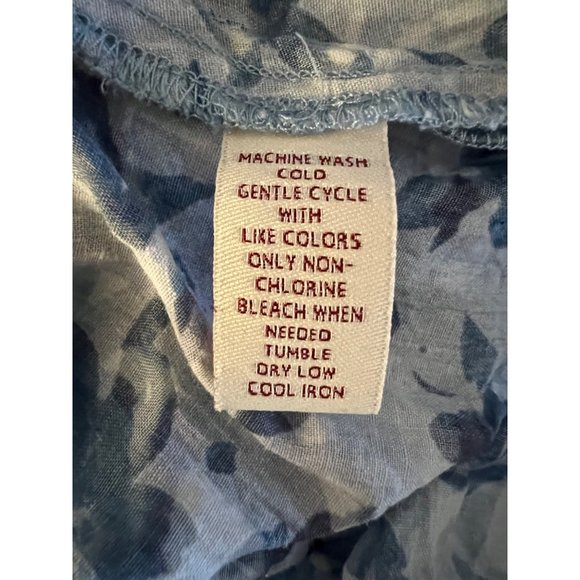 MACHINE WASH
COLD
GENTLE CYCLE
WITH
LIKE COLORS
ONLY NON-
CHLORINE
BLEACH WHEN
NEEDED
TUMBLE
DRY LOW
COOL IRON